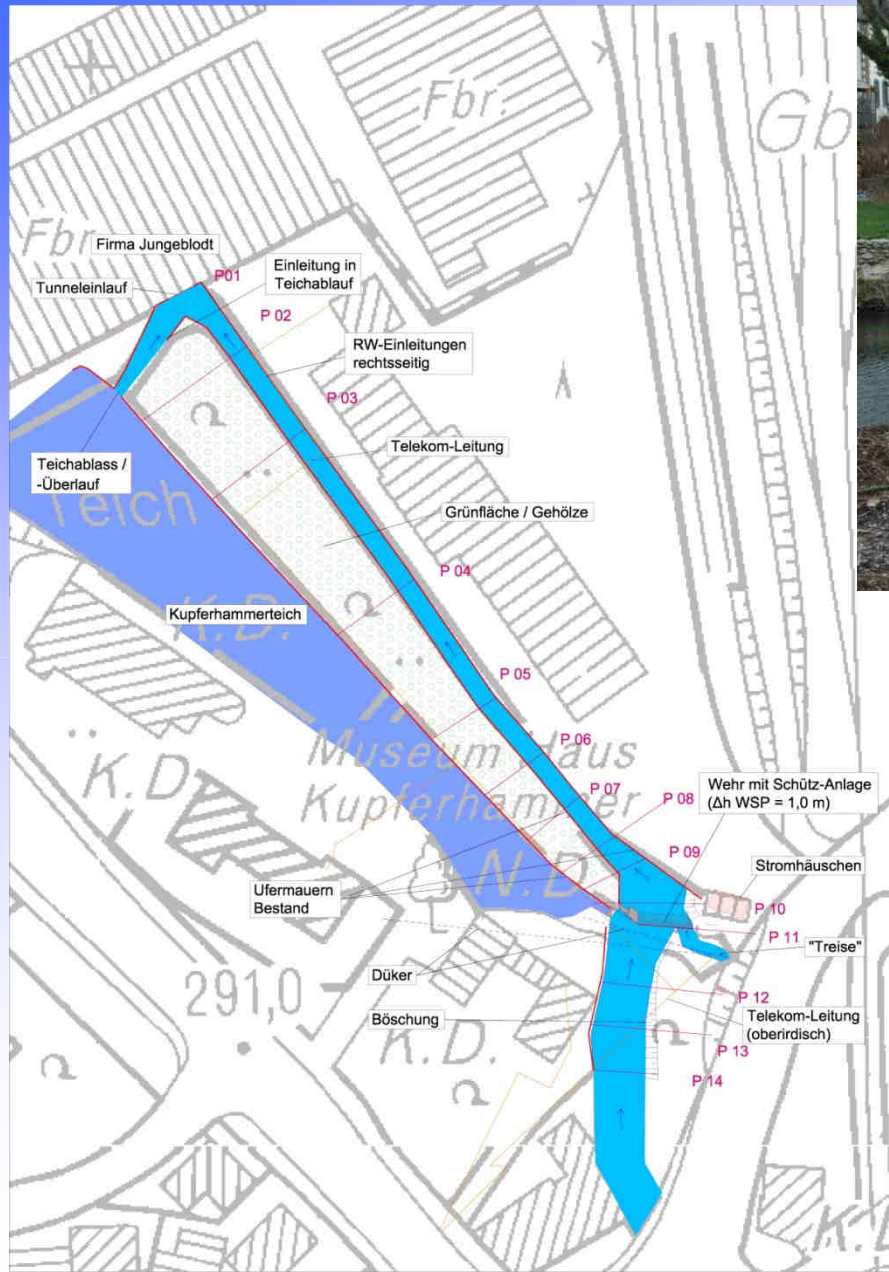 Fbr.
Gb
Fbr
Firma Jungeblodt
P01
Tunneleinlauf
Einleitung in
Teichablauf
P 02
RW-Einleitungen
rechtsseitig
P 03
Telekom-Leitung
Teichablass /
-Überlauf
Teich
Grünfläche / Gehölze
P 04
Kupferhammerteich
K.D.
P 05
Museum Haus
Kupferhammer
P 06
K.D.
P 07
P 08
Wehr mit Schütz-Anlage
(Δh WSP = 1,0 m)
P 09
N.D
Stromhäuschen
Ufermauern
Bestand
P 10
P 11
"Treise"
Düker
291,0
P 12
Böschung
Telekom-Leitung
(oberirdisch)
K.D.
P 13
P 14